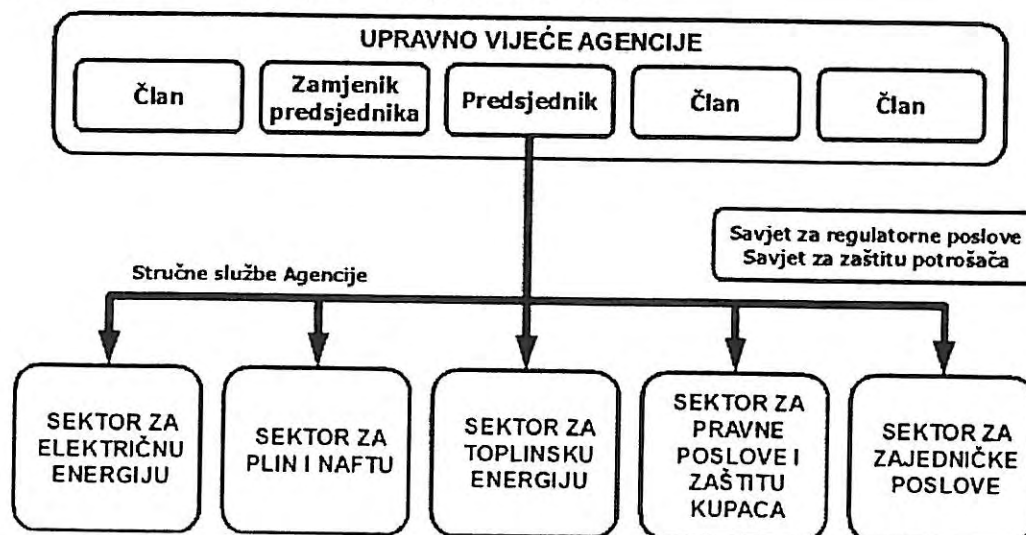 UPRAVNO VIJEĆE AGENCIJE
Član
Zamjenik
predsjednika
Predsjednik
Član
Član
Savjet za regulatorne poslove
Savjet za zaštitu potrošača
Stručne službe Agencije
SEKTOR ZA
ELEKTRIČNU
ENERGIJU
SEKTOR ZA
PLIN I NAFTU
SEKTOR ZA
TOPLINSKU
ENERGIJU
SEKTOR ZA
PRAVNE
POSLOVE I
ZAŠTITU
KUPACA
SEKTOR ZA
ZAJEDNIČKE
POSLOVE